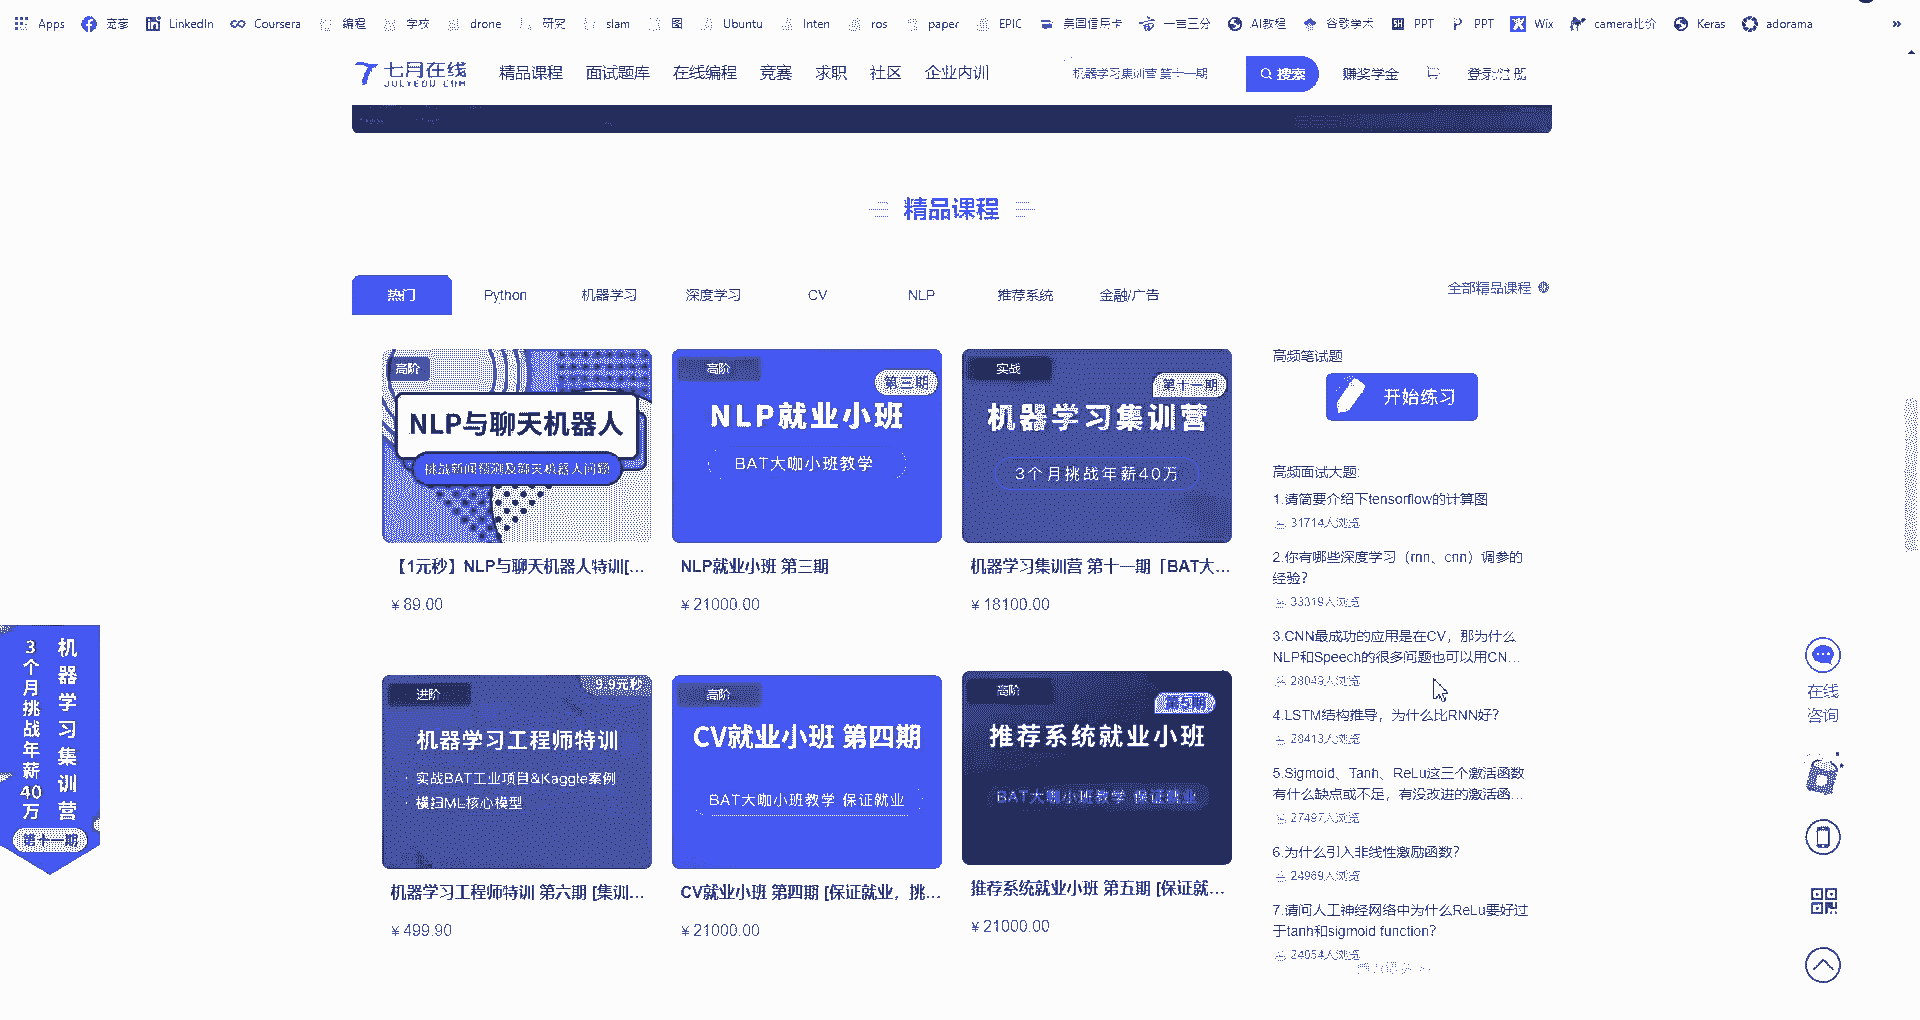 Apps
LinkedIn
Coursera
编程
学校
drone
研究
slam
图
Ubuntu
Inten
ros
paper
EPIC
美国信用卡
一言三分
AI教程
谷歌学术
PPT
PPT
Wix
camera比价
Keras
adorama
»
七月在线
JULYEDU.COM
精品课程
面试题库
在线编程
竞赛
求职
社区
企业内训
机器学习集训营 第十一期
搜索
赚奖学金
登录/注册
精品课程
热门
Python
机器学习
深度学习
CV
NLP
推荐系统
金融/广告
全部精品课程
高阶
NLP与聊天机器人
挑战新闻预测及聊天机器人问题
【1元秒】NLP与聊天机器人特训[...
¥ 89.00
高阶
第三期
NLP就业小班
BAT大咖小班教学
NLP就业小班 第三期
¥ 21000.00
实战
第十一期
机器学习集训营
3个月挑战年薪40万
机器学习集训营 第十一期「BAT大...
¥ 18100.00
进阶
9.9元秒
机器学习工程师特训
· 实战BAT工业项目&Kaggle案例
· 横扫ML核心模型
机器学习工程师特训 第六期 [集训...
¥ 499.90
高阶
CV就业小班 第四期
BAT大咖小班教学 保证就业
CV就业小班 第四期 [保证就业，挑...
¥ 21000.00
高阶
第5期
推荐系统就业小班
BAT大咖小班教学 保证就业
推荐系统就业小班 第五期 [保证就...
¥ 21000.00
高频笔试题
开始练习
高频面试大题:
1.请简要介绍下tensorflow的计算图
31714人浏览
2.你有哪些深度学习（rnn、cnn）调参的
经验?
33319人浏览
3.CNN最成功的应用是在CV，那为什么
NLP和Speech的很多问题也可以用CN...
28049人浏览
4.LSTM结构推导，为什么比RNN好?
28413人浏览
5.Sigmoid、Tanh、ReLu这三个激活函数
有什么缺点或不足，有没改进的激活函...
27497人浏览
6.为什么引入非线性激励函数?
24969人浏览
7.请问人工神经网络中为什么ReLu要好过
于tanh和sigmoid function?
24054人浏览
机器学习集训营
3个月挑战年薪40万
第十一期
在线
咨询